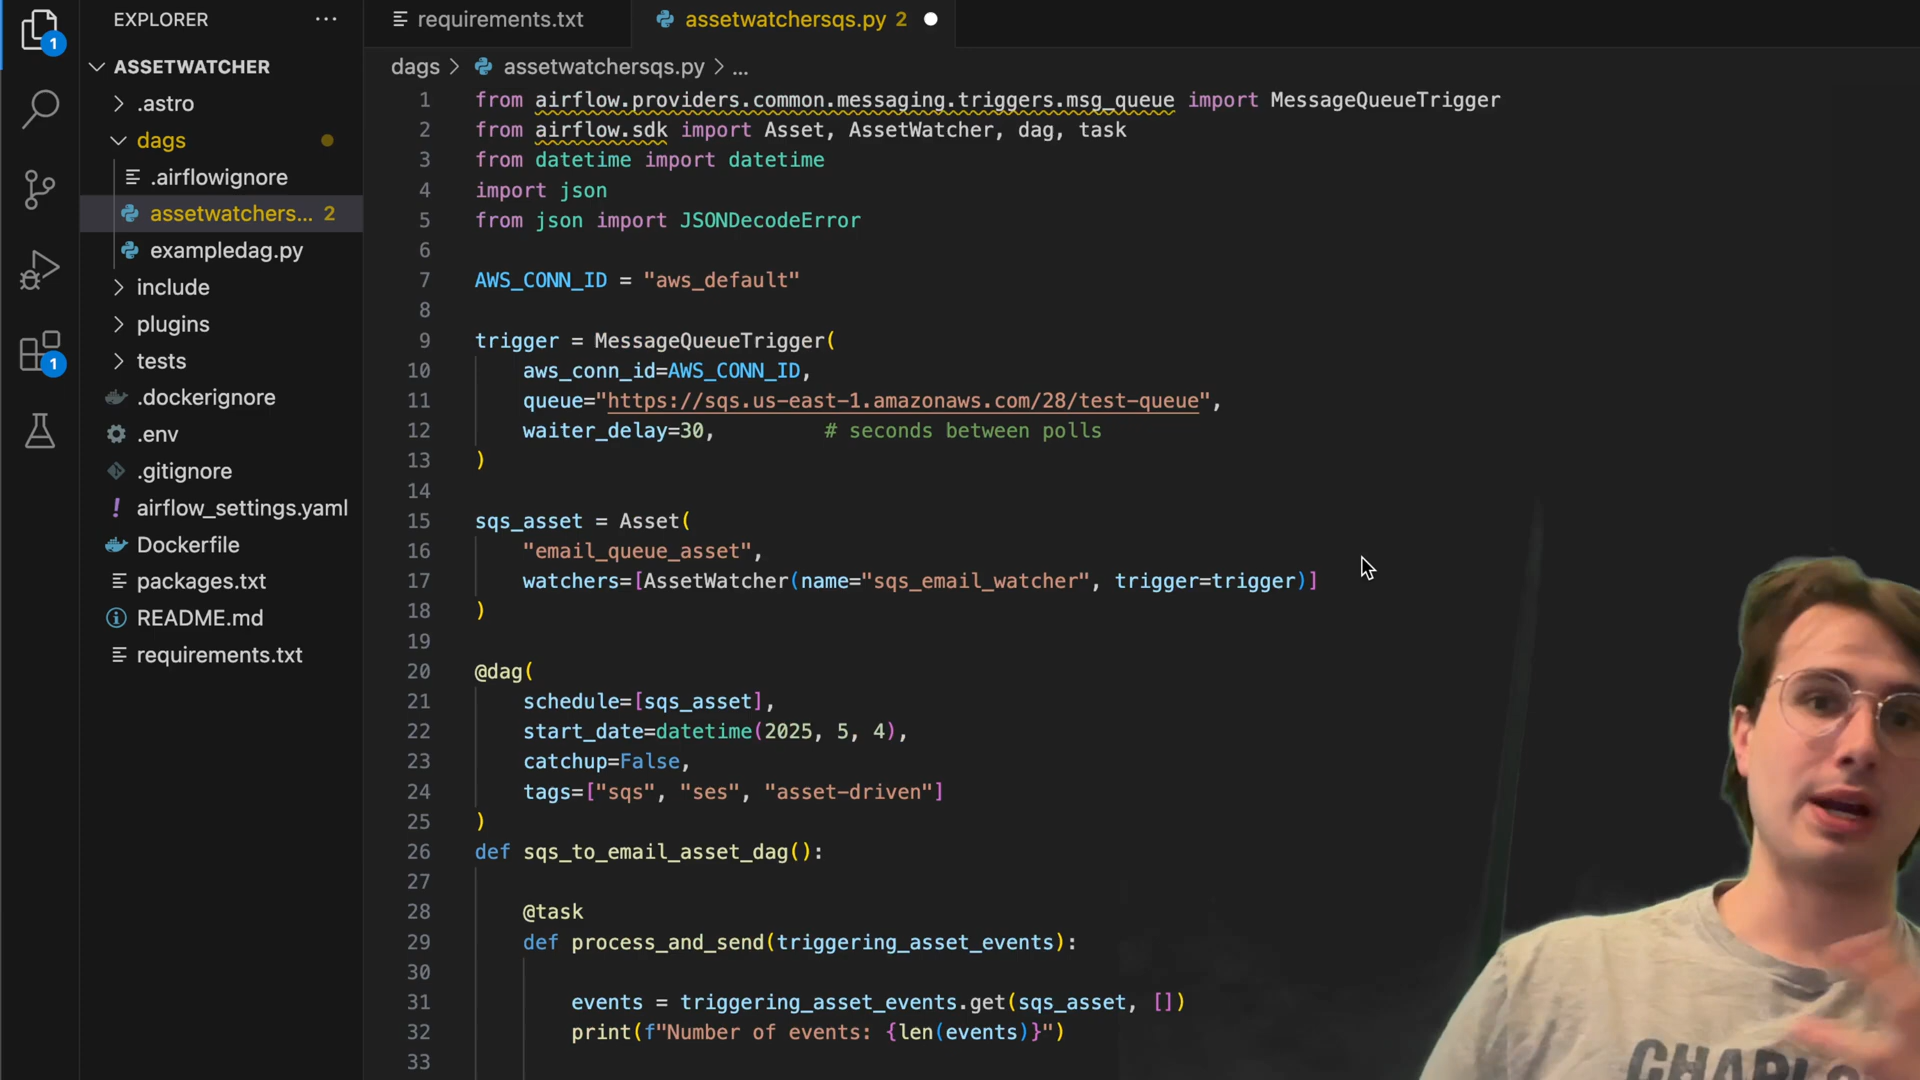 EXPLORER
ASSETWATCHER
.astro
dags
.airflowignore
assetwatchers... 2
exampledag.py
include
plugins
tests
.dockerignore
.env
.gitignore
airflow_settings.yaml
Dockerfile
packages.txt
README.md
requirements.txt
1
1
requirements.txt
assetwatchersqs.py 2
dags > assetwatchersqs.py > ...
1 from airflow.providers.common.messaging.triggers.msg_queue import MessageQueueTrigger
2 from airflow.sdk import Asset, AssetWatcher, dag, task
3 from datetime import datetime
4 import json
5 from json import JSONDecodeError
6
7 AWS_CONN_ID = "aws_default"
8
9 trigger = MessageQueueTrigger(
10 aws_conn_id=AWS_CONN_ID,
11 queue="https://sqs.us-east-1.amazonaws.com/28/test-queue",
12 waiter_delay=30, # seconds between polls
13 )
14
15 sqs_asset = Asset(
16 "email_queue_asset",
17 watchers=[AssetWatcher(name="sqs_email_watcher", trigger=trigger)]
18 )
19
20 @dag(
21 schedule=[sqs_asset],
22 start_date=datetime(2025, 5, 4),
23 catchup=False,
24 tags=["sqs", "ses", "asset-driven"]
25 )
26 def sqs_to_email_asset_dag():
27
28 @task
29 def process_and_send(triggering_asset_events):
30
31 events = triggering_asset_events.get(sqs_asset, [])
32 print(f"Number of events: {len(events)}")
33